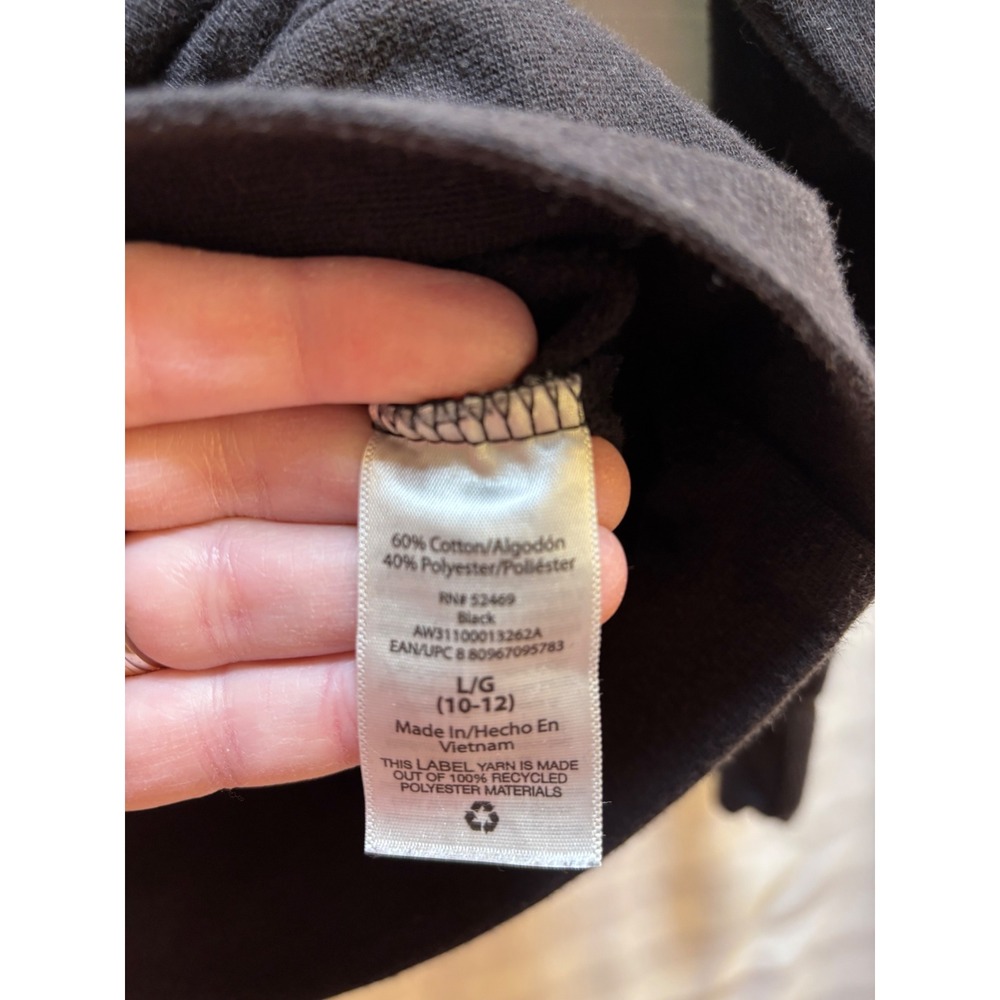 60% Cotton/Algodón
40% Polyester/Poliéster
RN# 52469
Black
AW31100013262A
EAN/UPC 8 80967095783
L/G
(10-12)
Made In/Hecho En
Vietnam
THIS LABEL YARN IS MADE
OUT OF 100% RECYCLED
POLYESTER MATERIALS